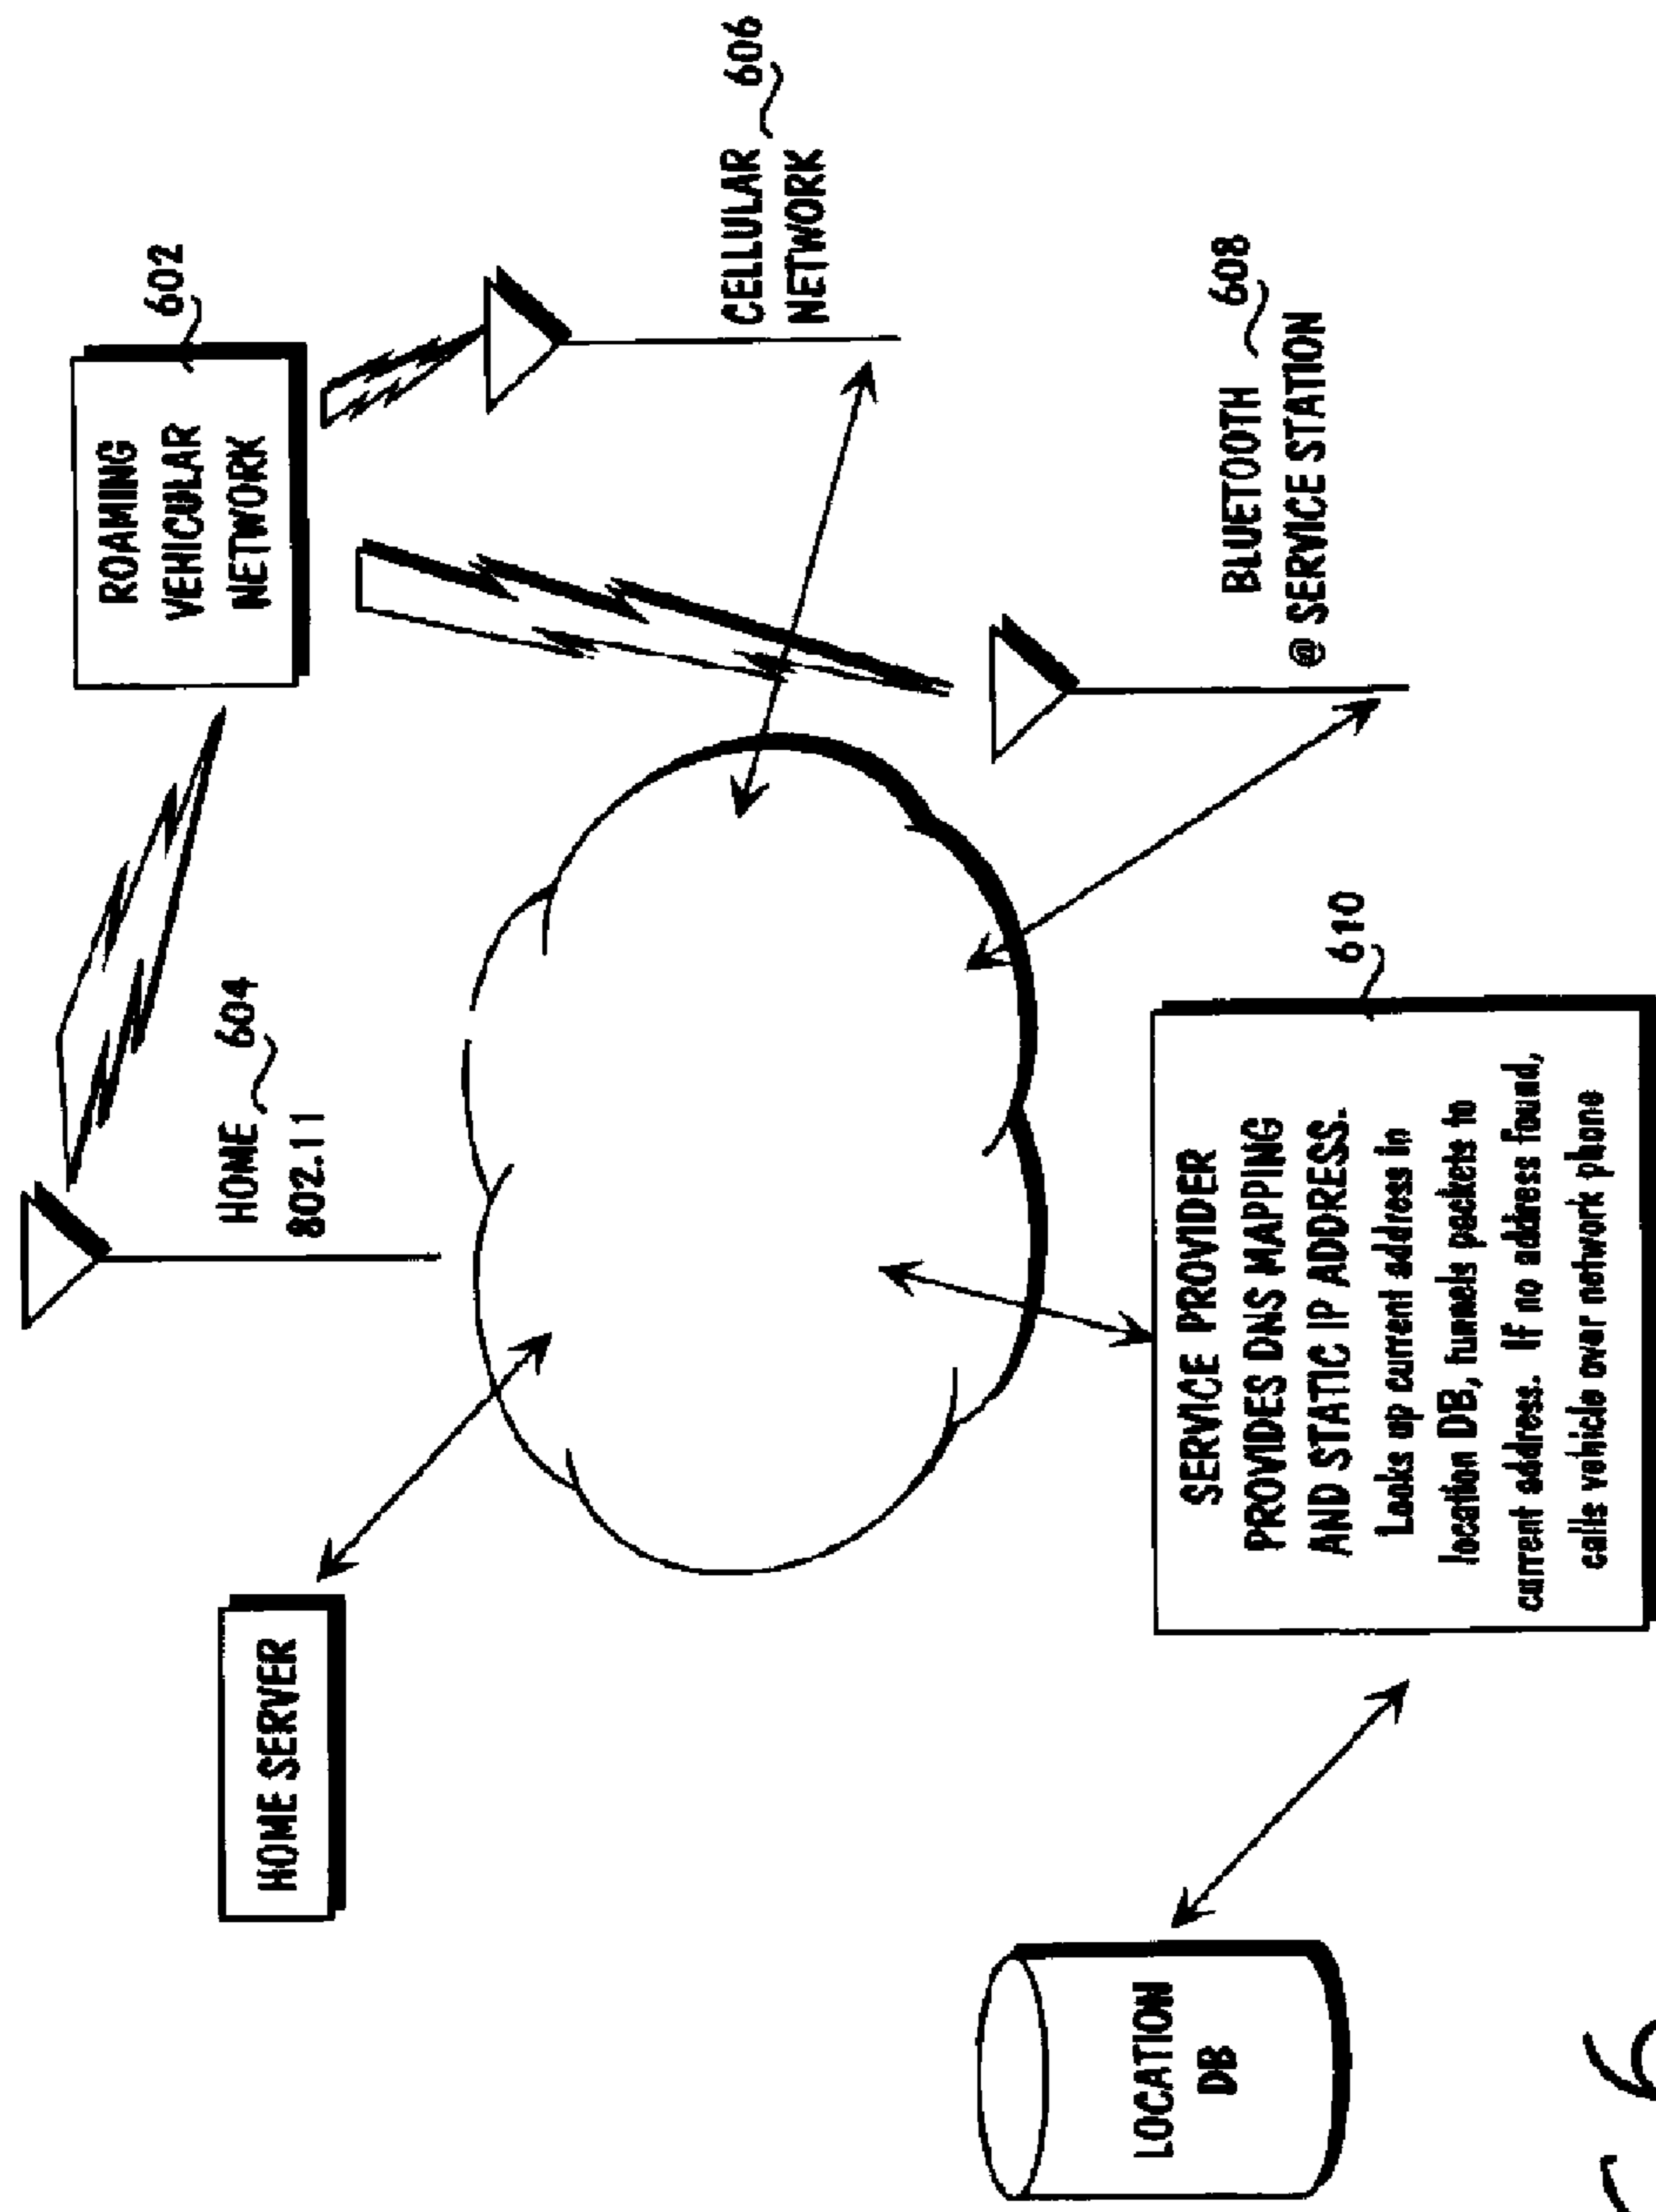 ROAMING
VEHICULAR
NETWORK
602
HOME 604
802.11
CELLULAR 606
NETWORK
HOME SERVER
BLUETOOTH 608
@ SERVICE STATION
LOCATION
DB
610
SERVICE PROVIDER
PROVIDES DNS MAPPING
AND STATIC IP ADDRESS.
Looks up current address in
location DB, tunnels packets to
current address. If no address found,
calls vehicle over network phone
6